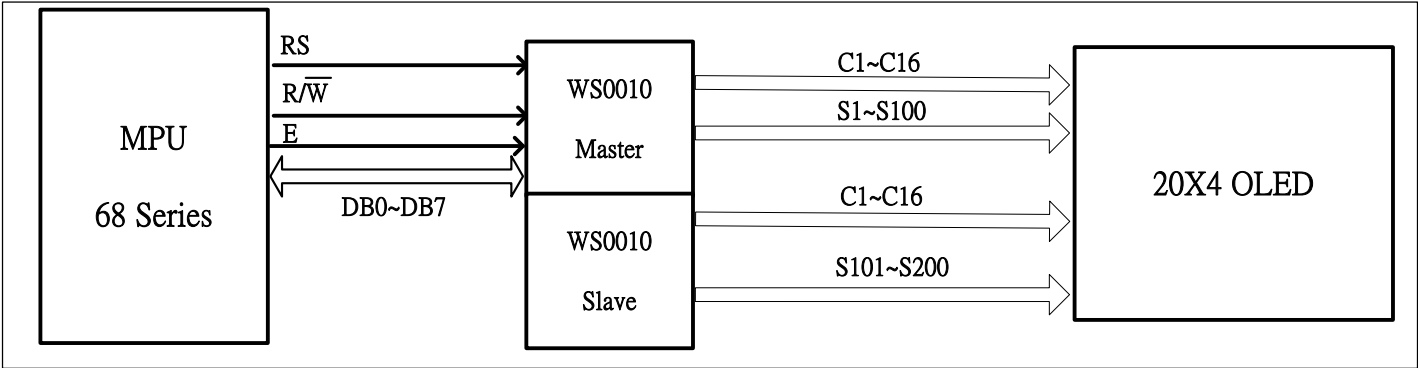 MPU
68 Series
RS
R/W̅
E
DB0~DB7
WS0010
Master
WS0010
Slave
C1~C16
S1~S100
C1~C16
S101~S200
20X4 OLED